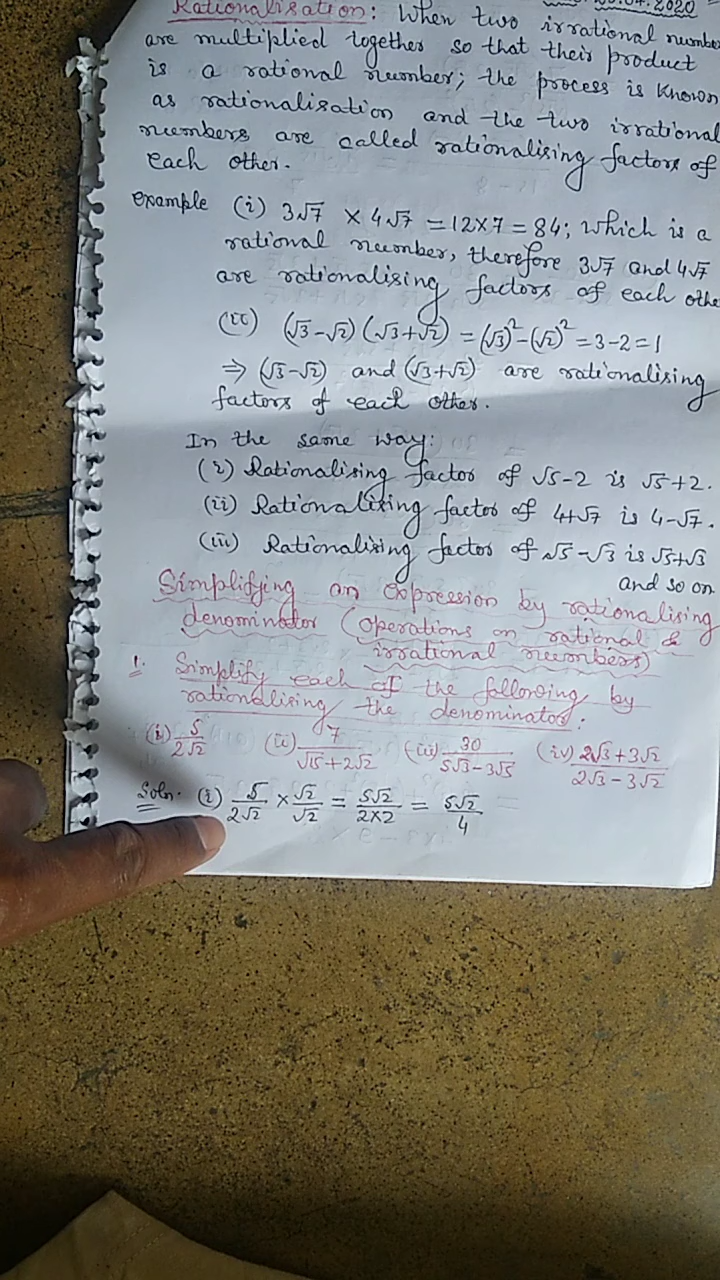 Rationalisation: When two irrational number
are multiplied together so that their product
is a rational number; the process is known
as rationalisation and the two irrational
numbers are called rationalising factors of
each other.
example (i) 3√7 × 4√7 = 12×7 = 84; which is a
rational number, therefore 3√7 and 4√7
are rationalising factors of each othe
(ii) (√3-√2)(√3+√2) = (√3)²-(√2)² = 3-2 = 1
⇒ (√3-√2) and (√3+√2) are rationalising
factors of each other.
In the same way:
(i) Rationalising factor of √5-2 is √5+2.
(ii) Rationalising factor of 4+√7 is 4-√7.
(iii) Rationalising factor of √5-√3 is √5+√3
and so on
Simplifying an expression by rationalising
denominator (operations on rational &
irrational numbers)
1. Simplify each of the following by
rationalising the denominator.
(i) 5/2√2 (ii) 7/√15+2√2 (iii) 30/5√3-3√5 (iv) 2√3+3√2/2√3-3√2
Soln. (i) 5/2√2 × √2/√2 = 5√2/2×2 = 5√2/4